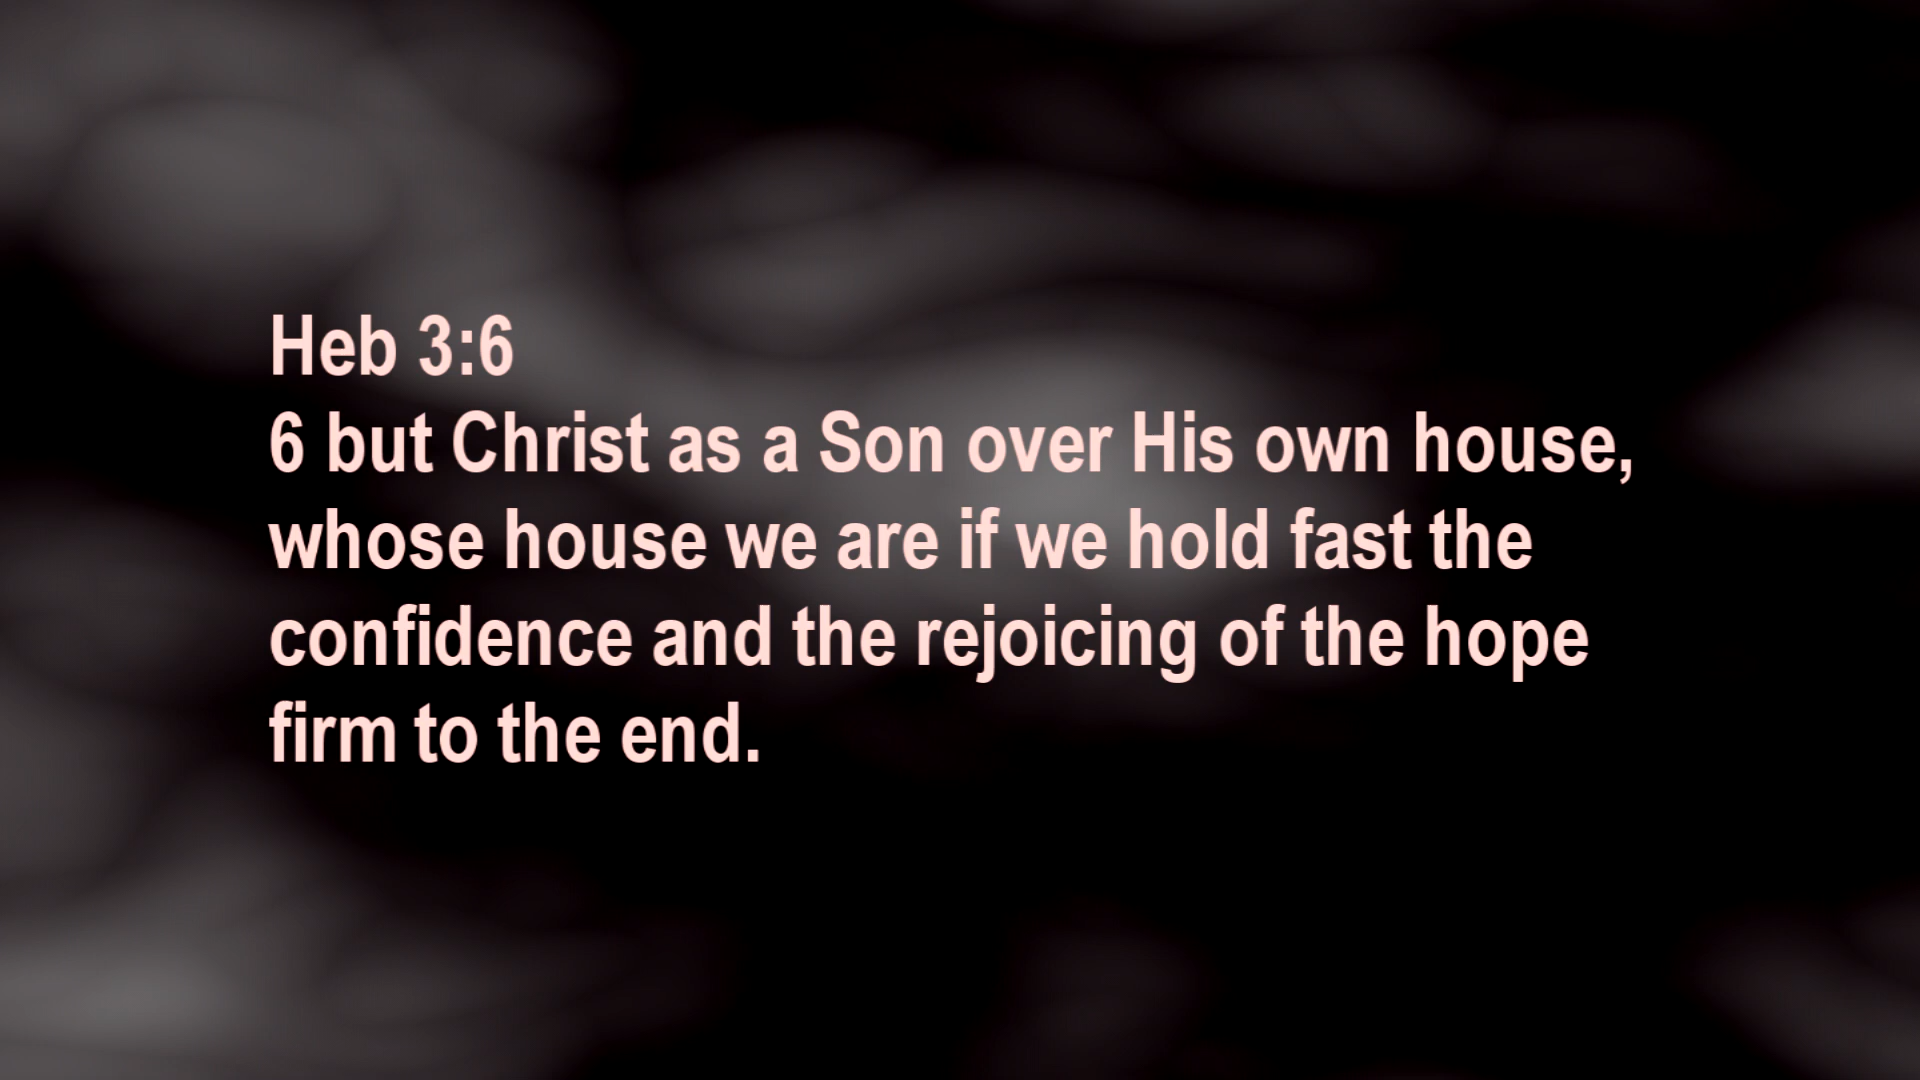 Heb 3:6
6 but Christ as a Son over His own house,
whose house we are if we hold fast the
confidence and the rejoicing of the hope
firm to the end.